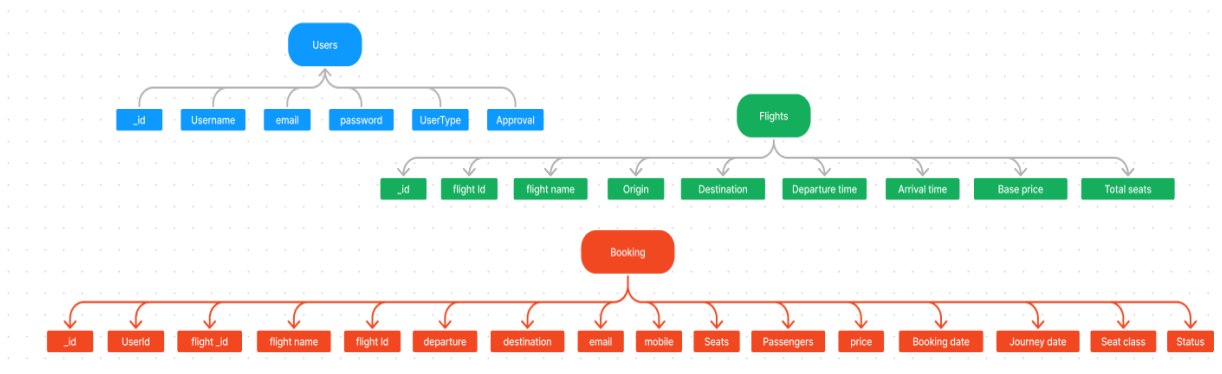 Users
_id
Username
email
password
UserType
Approval
Flights
_id
flight Id
flight name
Origin
Destination
Departure time
Arrival time
Base price
Total seats
Booking
_id
UserId
flight _id
flight name
flight Id
departure
destination
email
mobile
Seats
Passengers
price
Booking date
Journey date
Seat class
Status